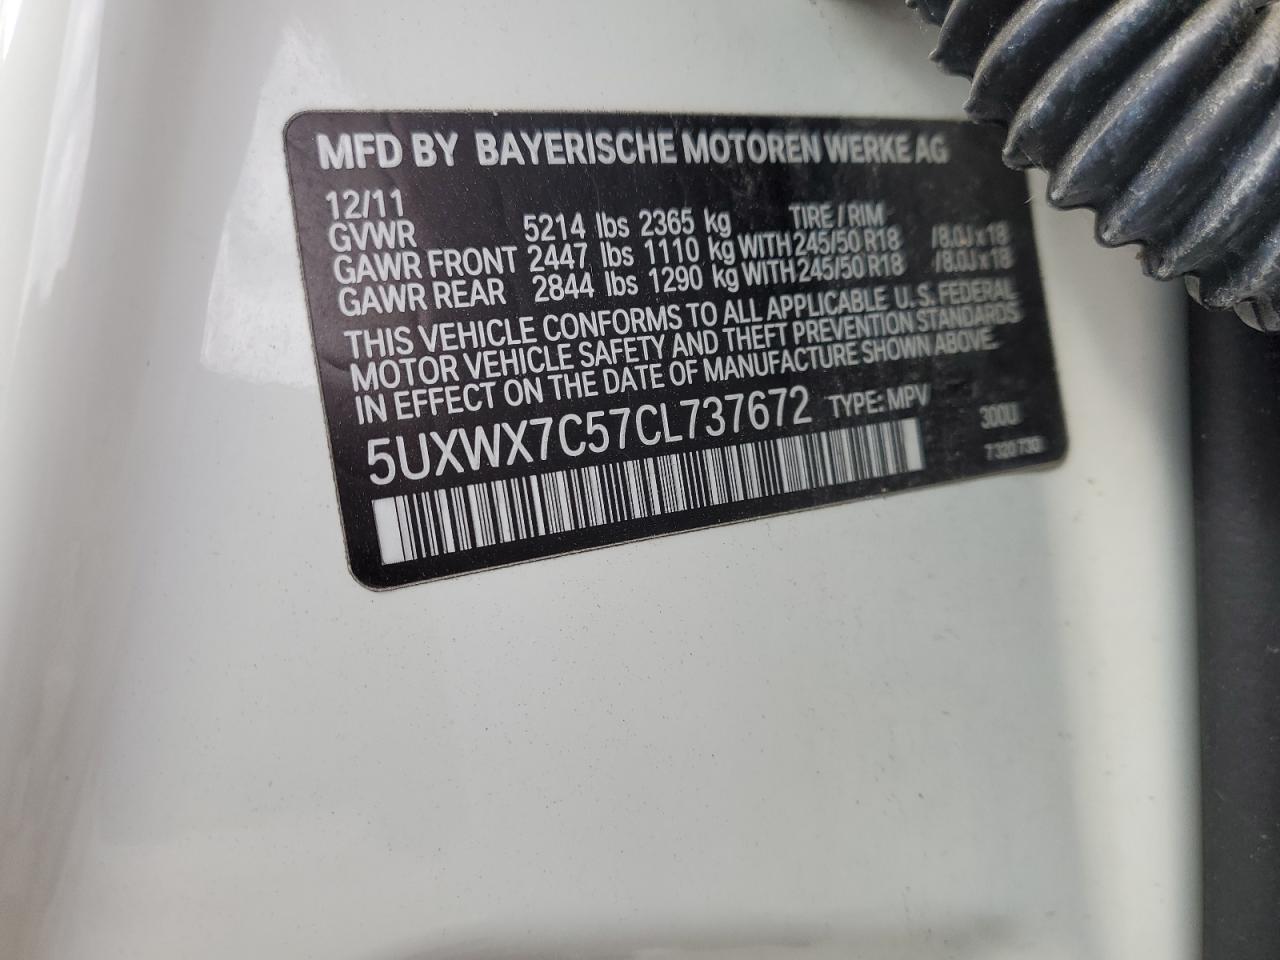 MFD BY BAYERISCHE MOTOREN WERKE AG
12/11
GVWR 5214 lbs 2365 kg TIRE / RIM
GAWR FRONT 2447 lbs 1110 kg WITH 245/50 R18 /8.0J x 18
GAWR REAR 2844 lbs 1290 kg WITH 245/50 R18 /8.0J x 18
THIS VEHICLE CONFORMS TO ALL APPLICABLE U.S. FEDERAL
MOTOR VEHICLE SAFETY AND THEFT PREVENTION STANDARDS
IN EFFECT ON THE DATE OF MANUFACTURE SHOWN ABOVE.
5UXWX7C57CL737672 TYPE: MPV 300U